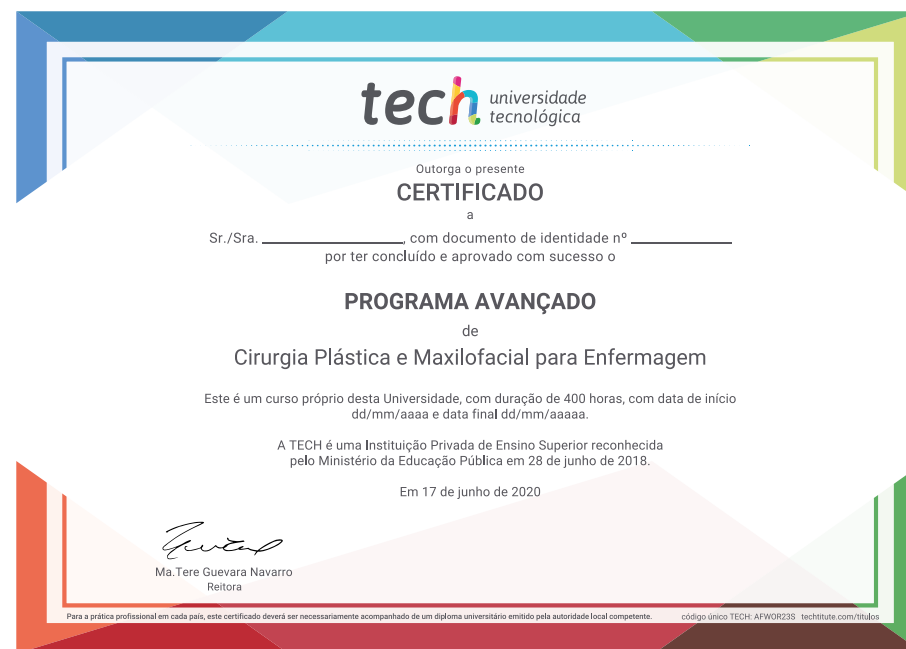 tech universidade
tecnológica
Outorga o presente
CERTIFICADO
a
Sr./Sra. ____________, com documento de identidade nº ____________
por ter concluído e aprovado com sucesso o
PROGRAMA AVANÇADO
de
Cirurgia Plástica e Maxilofacial para Enfermagem
Este é um curso próprio desta Universidade, com duração de 400 horas, com data de início
dd/mm/aaaa e data final dd/mm/aaaaa.
A TECH é uma Instituição Privada de Ensino Superior reconhecida
pelo Ministério da Educação Pública em 28 de junho de 2018.
Em 17 de junho de 2020
Ma.Tere Guevara Navarro
Reitora
Para a prática profissional em cada país, este certificado deverá ser necessariamente acompanhado de um diploma universitário emitido pela autoridade local competente. código único TECH: AFWOR23S techtitute.com/titulos